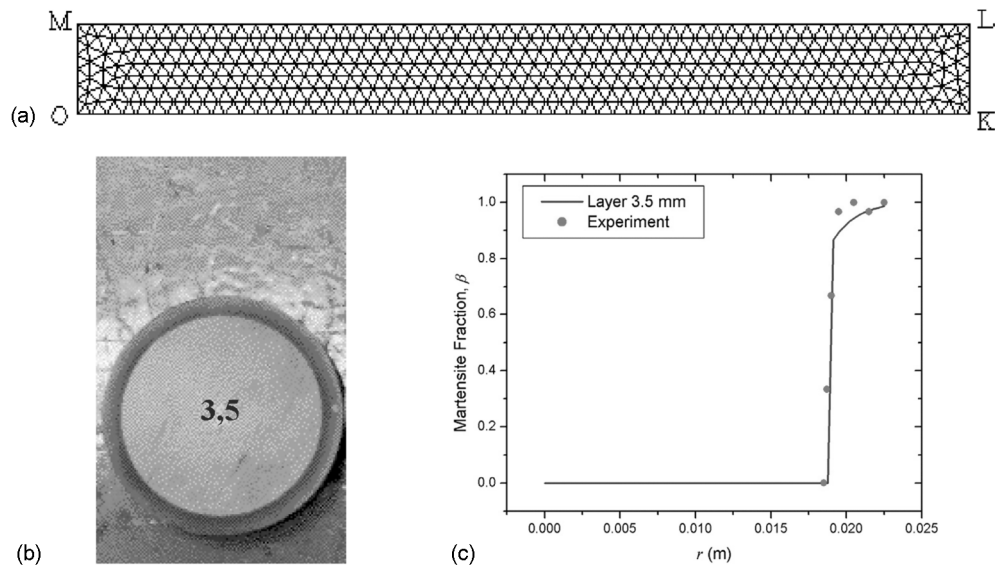 M
L
(a)
O
K
3,5
(b)
(c)
Layer 3.5 mm
Experiment
Martensite Fraction, β
1.0
0.8
0.6
0.4
0.2
0.0
0.000
0.005
0.010
0.015
0.020
0.025
r (m)